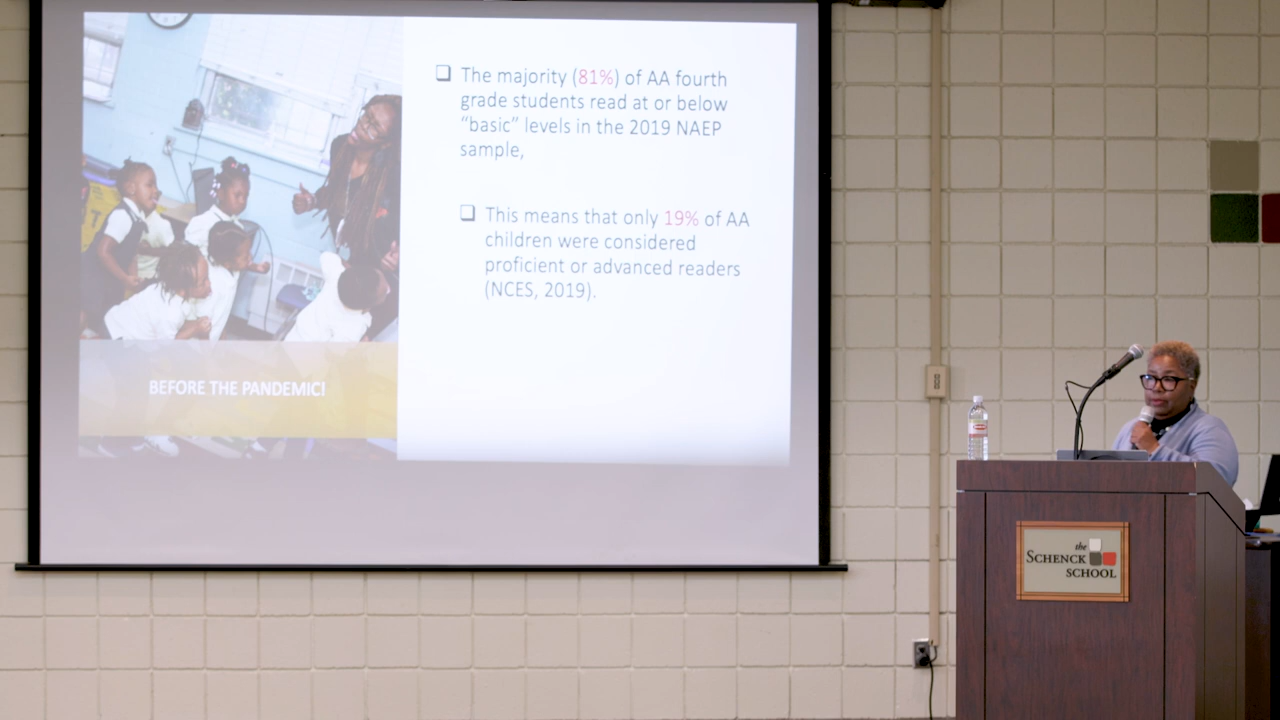 The majority (81%) of AA fourth
grade students read at or below
“basic” levels in the 2019 NAEP
sample,
This means that only 19% of AA
children were considered
proficient or advanced readers
(NCES, 2019).
BEFORE THE PANDEMIC!
the
SCHENCK
SCHOOL